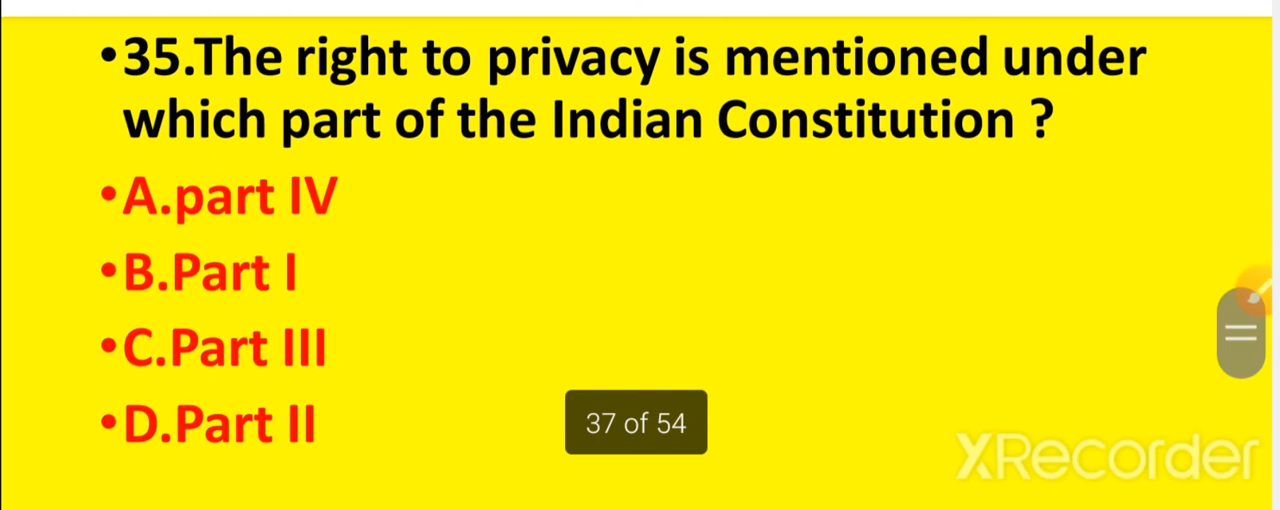 •35.The right to privacy is mentioned under
which part of the Indian Constitution ?
•A.part IV
•B.Part I
•C.Part III
•D.Part II
37 of 54
XRecorder